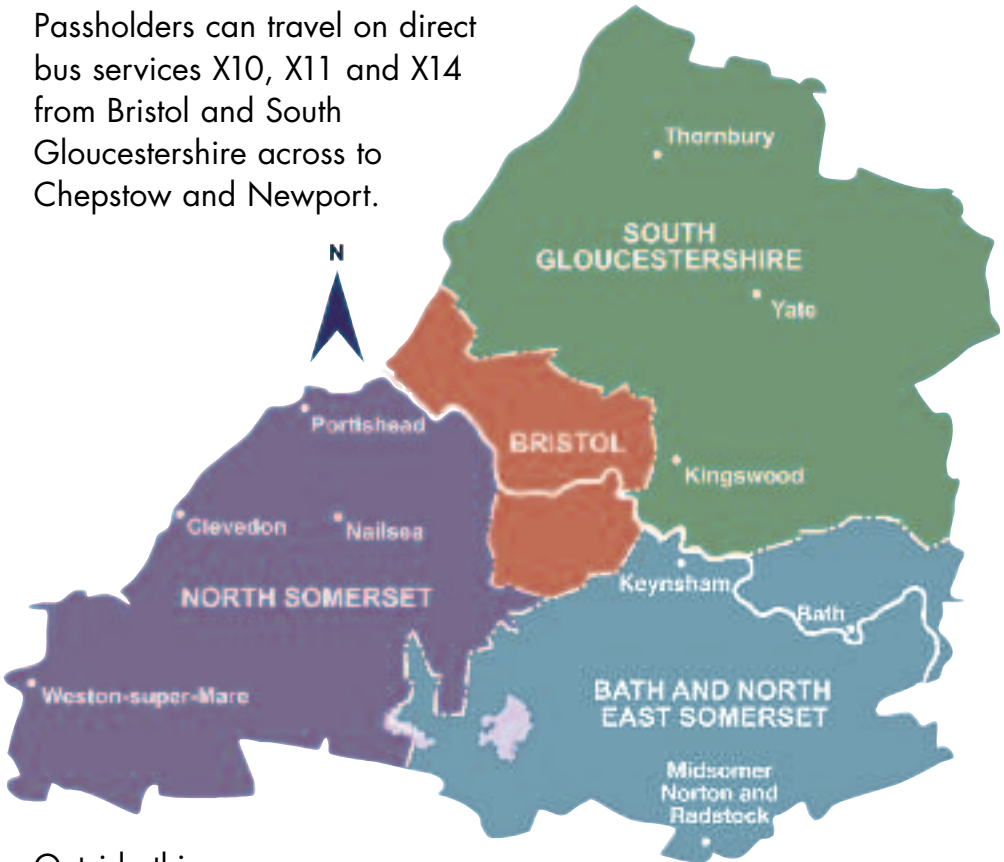 Passholders can travel on direct
bus services X10, X11 and X14
from Bristol and South
Gloucestershire across to
Chepstow and Newport.
N
Thornbury
SOUTH
GLOUCESTERSHIRE
Yate
Portishead
BRISTOL
Kingswood
Clevedon
Nailsea
NORTH SOMERSET
Keynsham
Bath
Weston-super-Mare
BATH AND NORTH
EAST SOMERSET
Midsomer
Norton and
Radstock